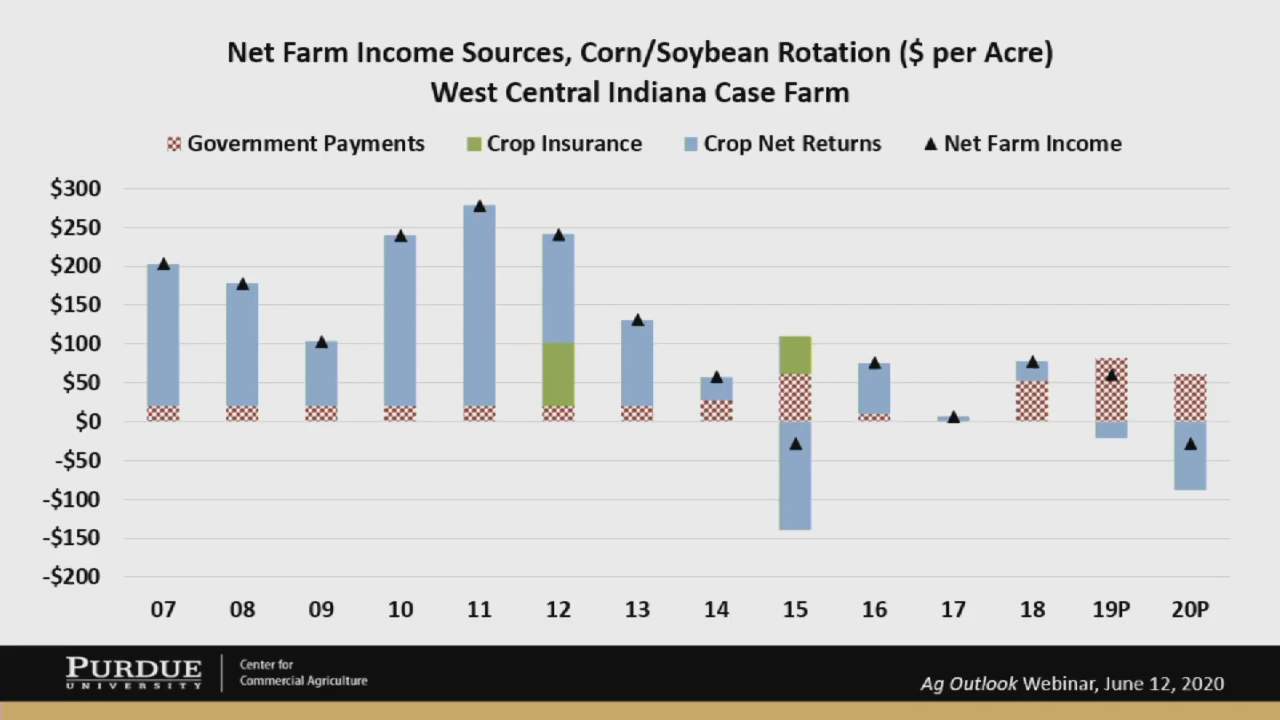 Net Farm Income Sources, Corn/Soybean Rotation ($ per Acre)
West Central Indiana Case Farm
Government Payments Crop Insurance Crop Net Returns Net Farm Income
$300
$250
$200
$150
$100
$50
$0
-$50
-$100
-$150
-$200
07 08 09 10 11 12 13 14 15 16 17 18 19P 20P
PURDUE
UNIVERSITY
Center for
Commercial Agriculture
Ag Outlook Webinar, June 12, 2020